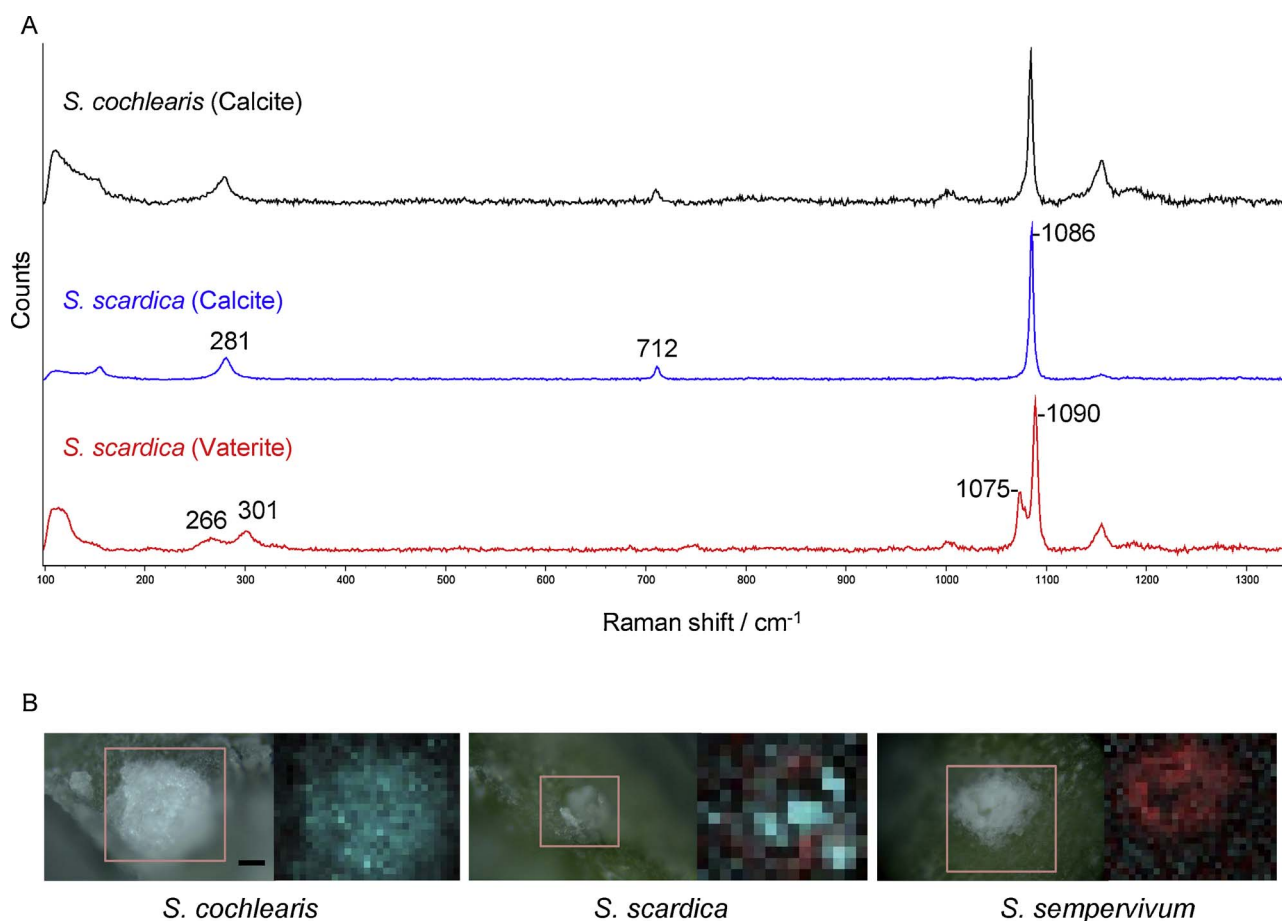 A
S. cochlearis (Calcite)
-1086
S. scardica (Calcite)
281
712
-1090
S. scardica (Vaterite)
1075-
266
301
Counts
100 200 300 400 500 600 700 800 900 1000 1100 1200 1300
Raman shift / cm-1
B
S. cochlearis S. scardica S. sempervivum